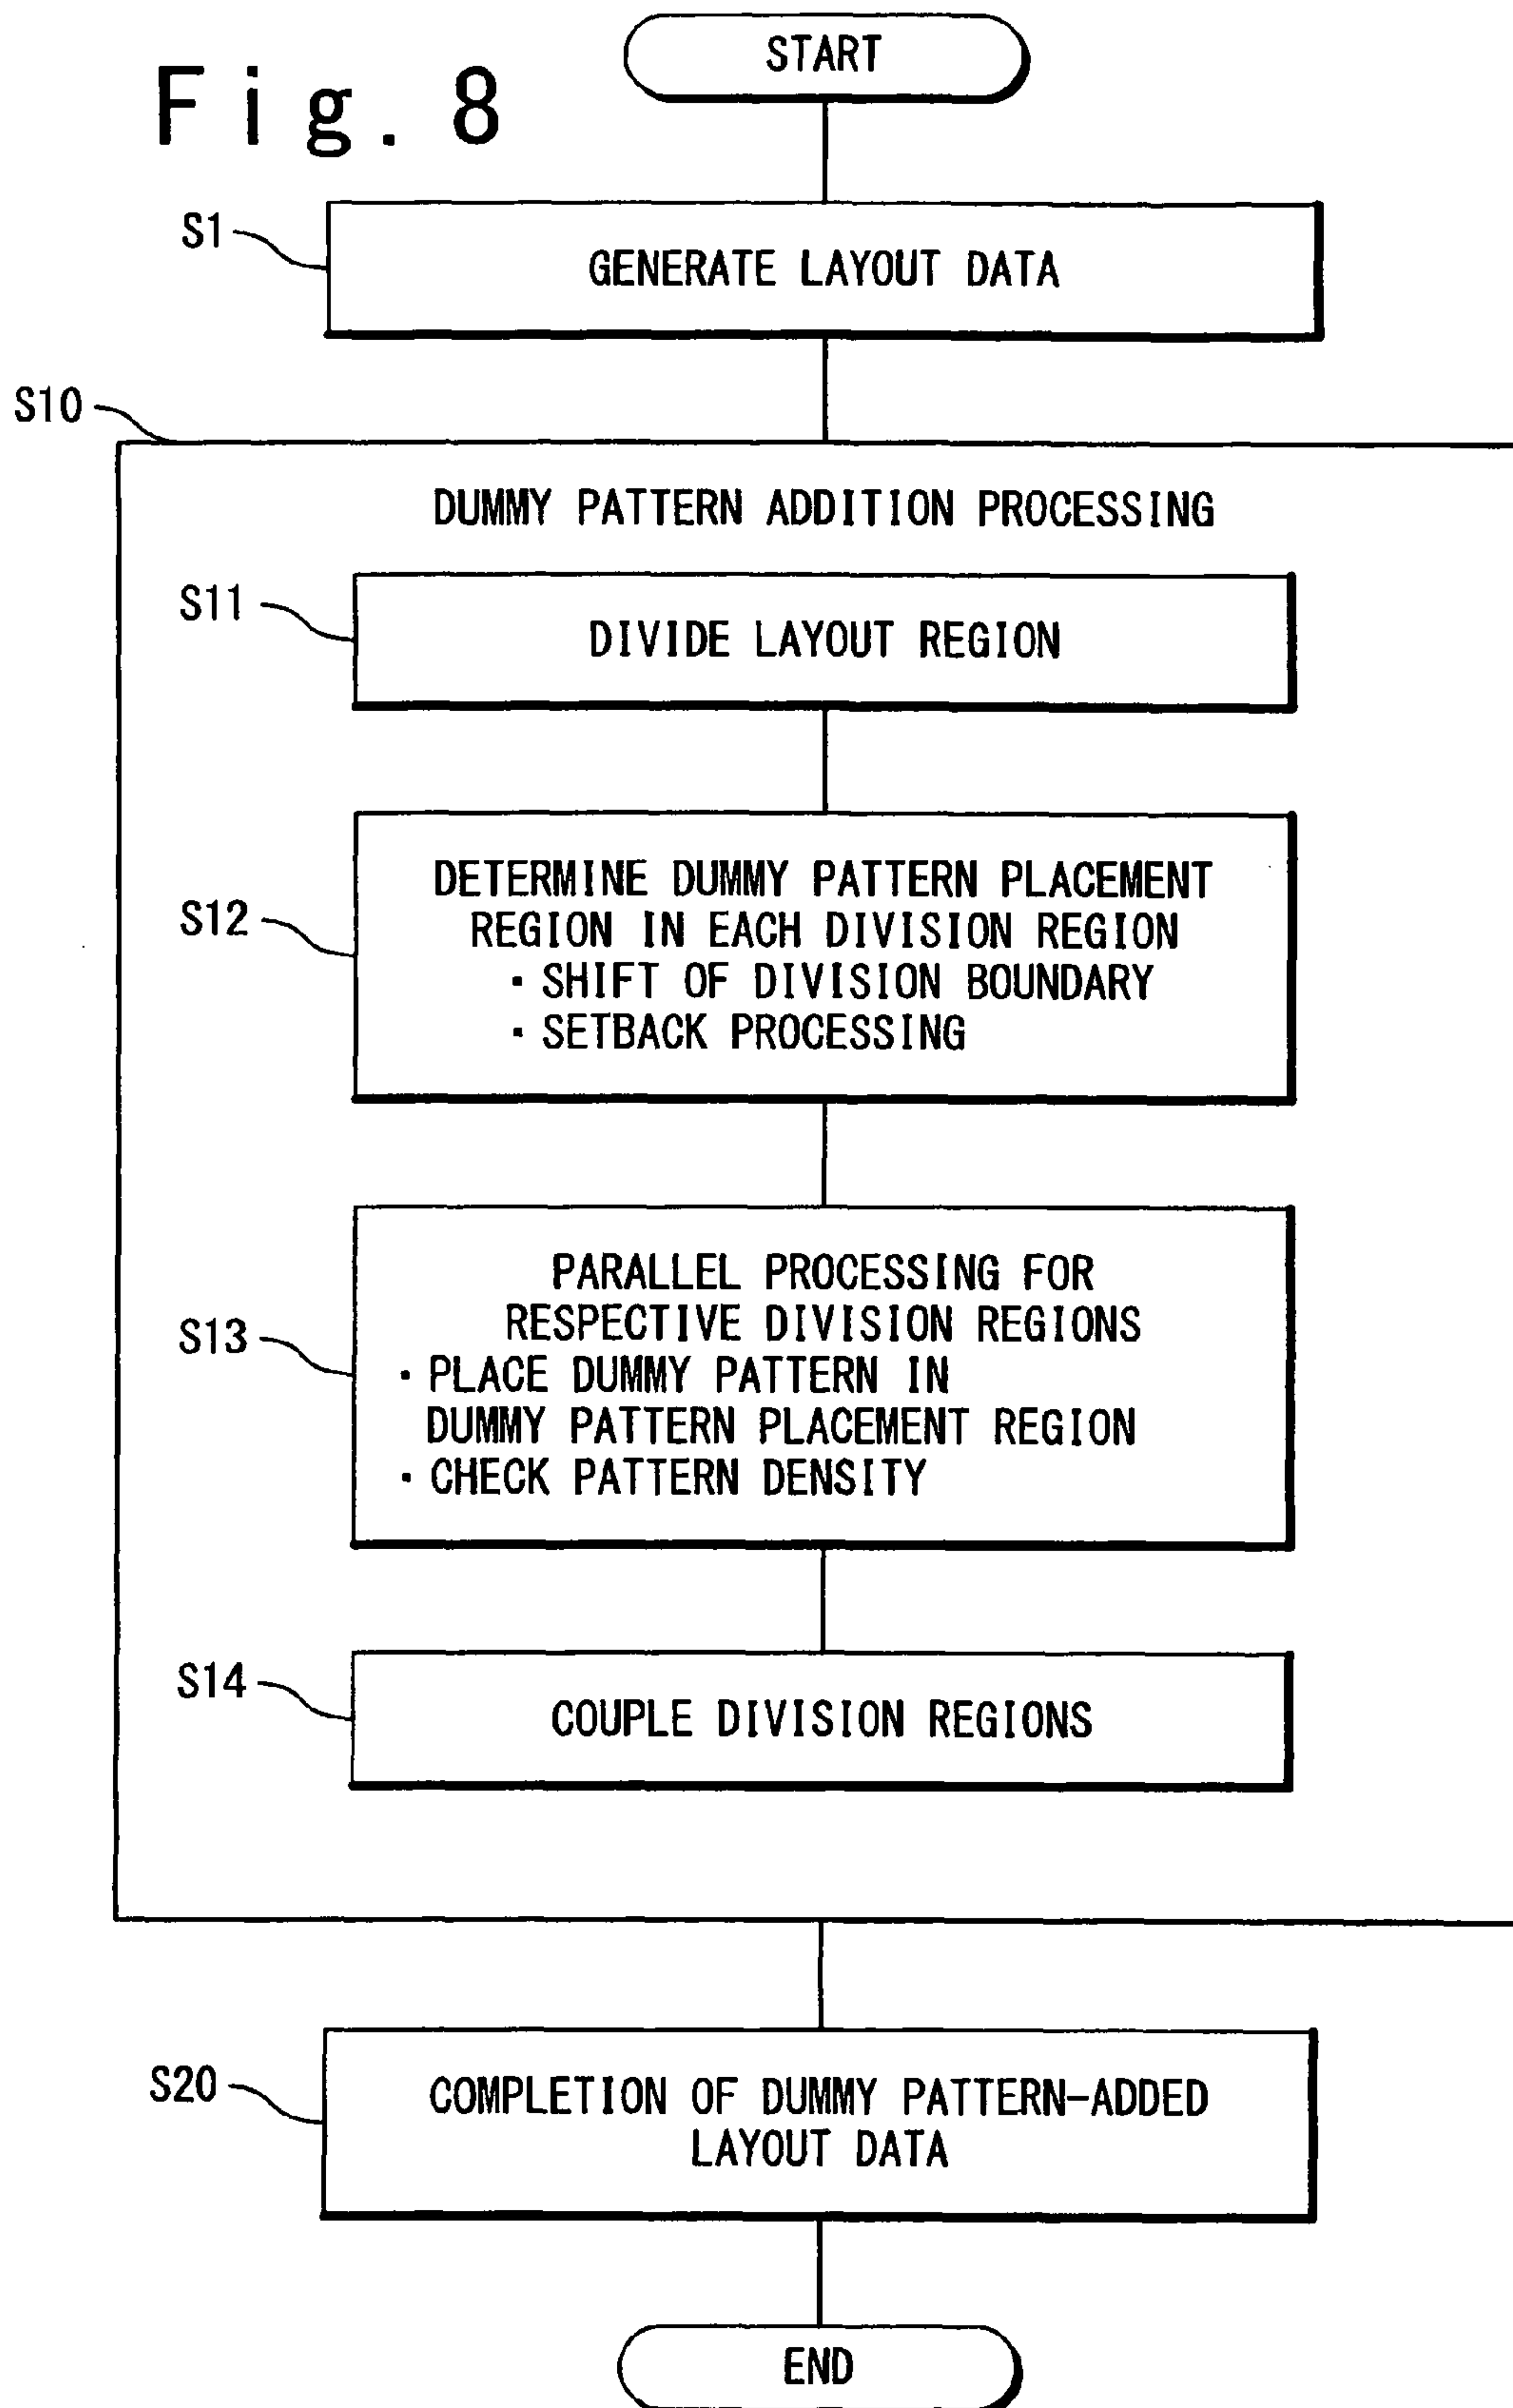 Fig. 8
START
S1
GENERATE LAYOUT DATA
S10
DUMMY PATTERN ADDITION PROCESSING
S11
DIVIDE LAYOUT REGION
S12
DETERMINE DUMMY PATTERN PLACEMENT
REGION IN EACH DIVISION REGION
・SHIFT OF DIVISION BOUNDARY
・SETBACK PROCESSING
S13
PARALLEL PROCESSING FOR
RESPECTIVE DIVISION REGIONS
・PLACE DUMMY PATTERN IN
DUMMY PATTERN PLACEMENT REGION
・CHECK PATTERN DENSITY
S14
COUPLE DIVISION REGIONS
S20
COMPLETION OF DUMMY PATTERN-ADDED
LAYOUT DATA
END